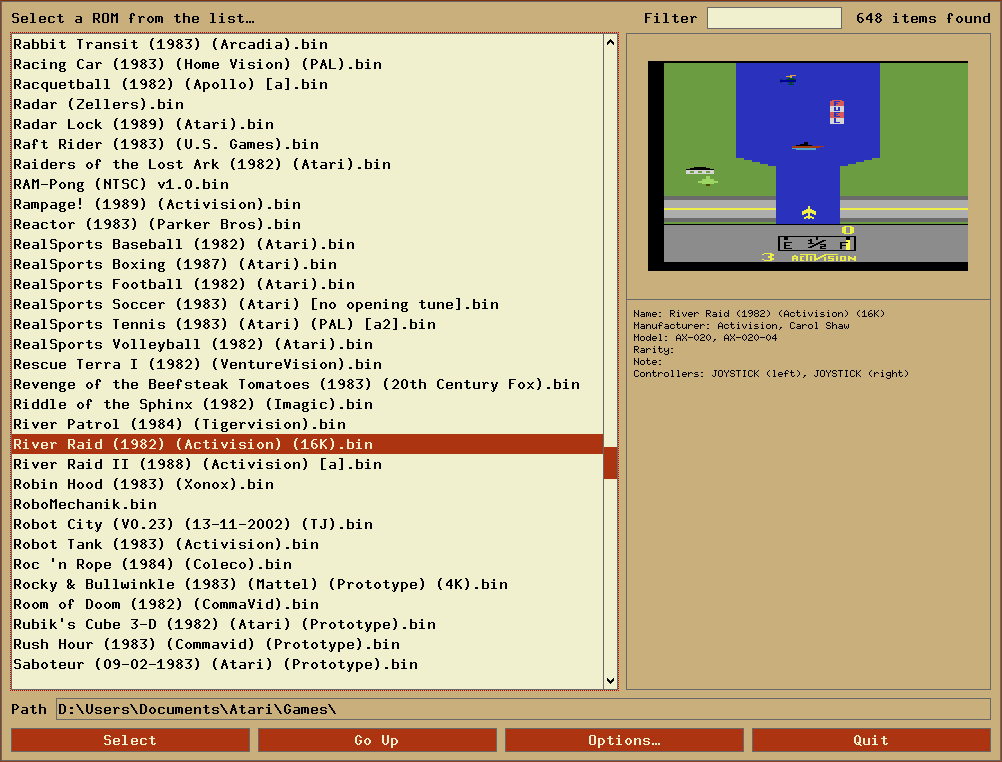 Select a ROM from the list… Filter 648 items found
Rabbit Transit (1983) (Arcadia).bin
Racing Car (1983) (Home Vision) (PAL).bin
Racquetball (1982) (Apollo) [a].bin
Radar (Zellers).bin
Radar Lock (1989) (Atari).bin
Raft Rider (1983) (U.S. Games).bin
Raiders of the Lost Ark (1982) (Atari).bin
RAM-Pong (NTSC) v1.0.bin
Rampage! (1989) (Activision).bin
Reactor (1983) (Parker Bros).bin
RealSports Baseball (1982) (Atari).bin
RealSports Boxing (1987) (Atari).bin
RealSports Football (1982) (Atari).bin
RealSports Soccer (1983) (Atari) [no opening tune].bin
RealSports Tennis (1983) (Atari) (PAL) [a2].bin
RealSports Volleyball (1982) (Atari).bin
Rescue Terra I (1982) (VentureVision).bin
Revenge of the Beefsteak Tomatoes (1983) (20th Century Fox).bin
Riddle of the Sphinx (1982) (Imagic).bin
River Patrol (1984) (Tigervision).bin
River Raid (1982) (Activision) (16K).bin
River Raid II (1988) (Activision) [a].bin
Robin Hood (1983) (Xonox).bin
RoboMechanik.bin
Robot City (V0.23) (13-11-2002) (TJ).bin
Robot Tank (1983) (Activision).bin
Roc 'n Rope (1984) (Coleco).bin
Rocky & Bullwinkle (1983) (Mattel) (Prototype) (4K).bin
Room of Doom (1982) (CommaVid).bin
Rubik's Cube 3-D (1982) (Atari) (Prototype).bin
Rush Hour (1983) (Commavid) (Prototype).bin
Saboteur (09-02-1983) (Atari) (Prototype).bin
FUEL
0
E 1/2 F
3 ACTIVISION
Name: River Raid (1982) (Activision) (16K)
Manufacturer: Activision, Carol Shaw
Model: AX-020, AX-020-04
Rarity:
Note:
Controllers: JOYSTICK (left), JOYSTICK (right)
Path D:\Users\Documents\Atari\Games\
Select Go Up Options… Quit